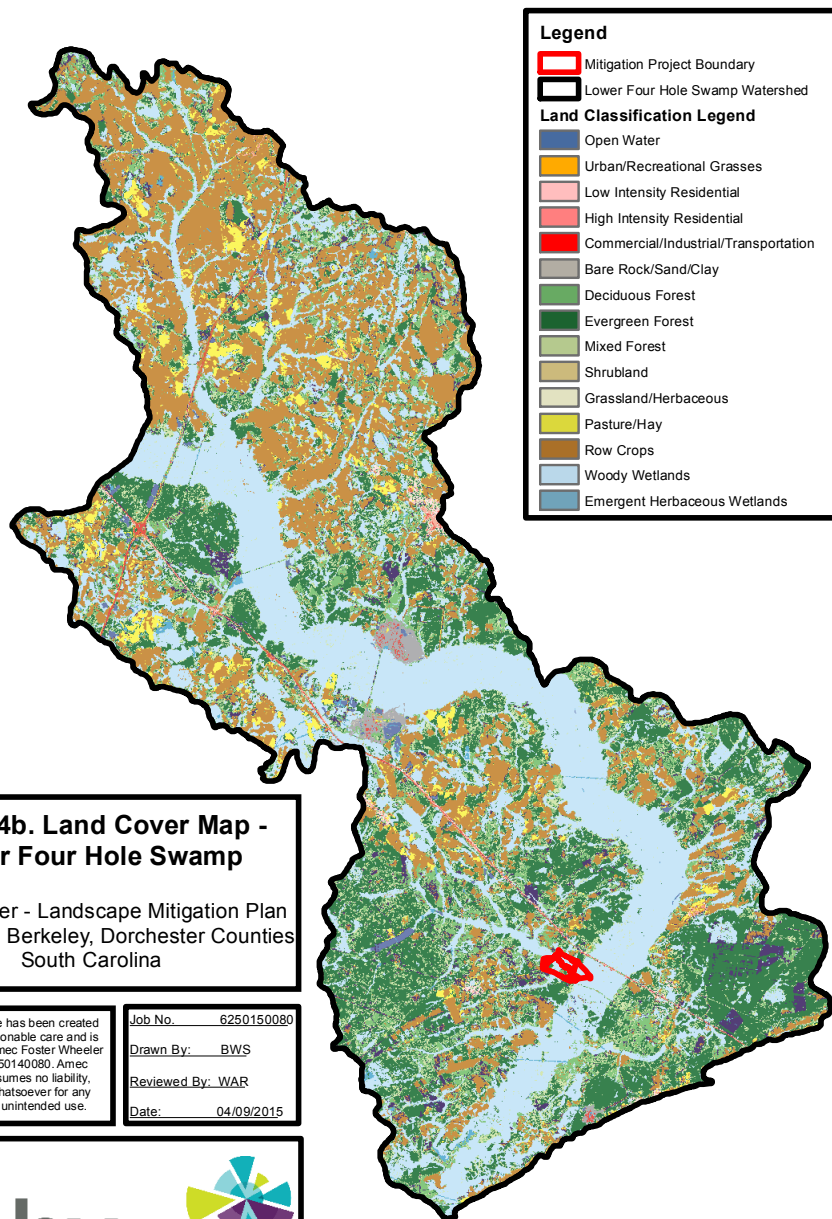 Legend
Mitigation Project Boundary
Lower Four Hole Swamp Watershed
Land Classification Legend
Open Water
Urban/Recreational Grasses
Low Intensity Residential
High Intensity Residential
Commercial/Industrial/Transportation
Bare Rock/Sand/Clay
Deciduous Forest
Evergreen Forest
Mixed Forest
Shrubland
Grassland/Herbaceous
Pasture/Hay
Row Crops
Woody Wetlands
Emergent Herbaceous Wetlands
4b. Land Cover Map -
r Four Hole Swamp
er - Landscape Mitigation Plan
Berkeley, Dorchester Counties
South Carolina
e has been created
onable care and is
mec Foster Wheeler
50140080. Amec
sumes no liability,
hatsoever for any
unintended use.
Job No. 6250150080
Drawn By: BWS
Reviewed By: WAR
Date: 04/09/2015